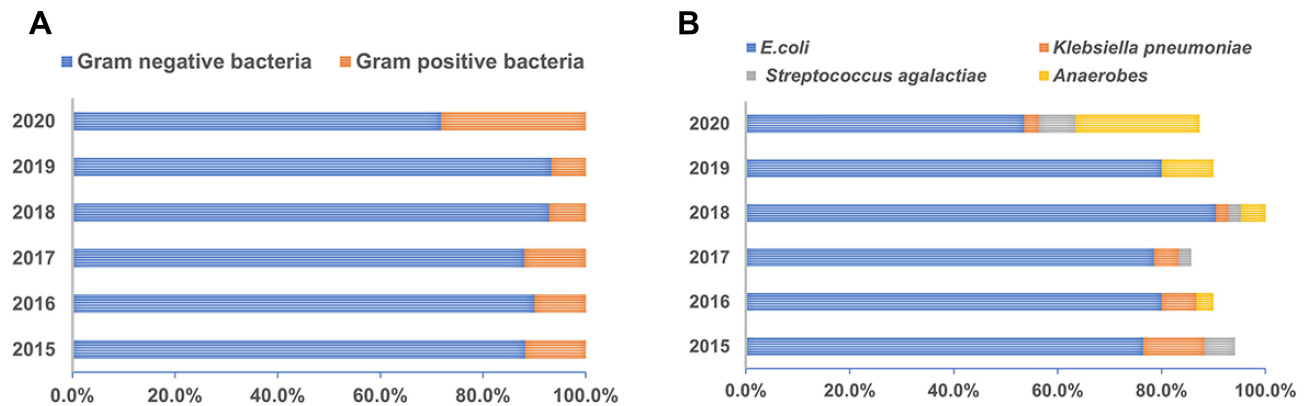 A
Gram negative bacteria Gram positive bacteria
2020
2019
2018
2017
2016
2015
0.0% 20.0% 40.0% 60.0% 80.0% 100.0%
B
E.coli Klebsiella pneumoniae
Streptococcus agalactiae Anaerobes
2020
2019
2018
2017
2016
2015
0.0% 20.0% 40.0% 60.0% 80.0% 100.0%